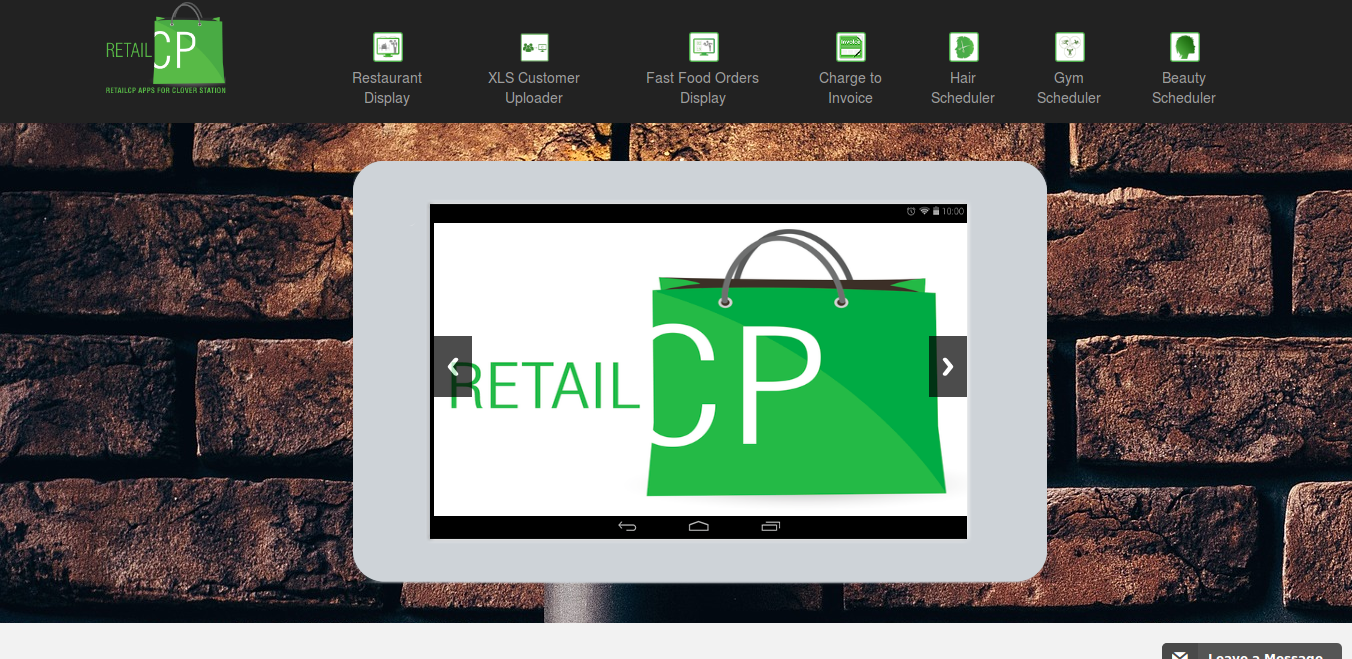 RETAIL CP
RETAILCP APPS FOR CLOVER STATION
Restaurant
Display
XLS Customer
Uploader
Fast Food Orders
Display
Invoice
Charge to
Invoice
Hair
Scheduler
Gym
Scheduler
Beauty
Scheduler
10:00
RETAIL CP
Leave a Message